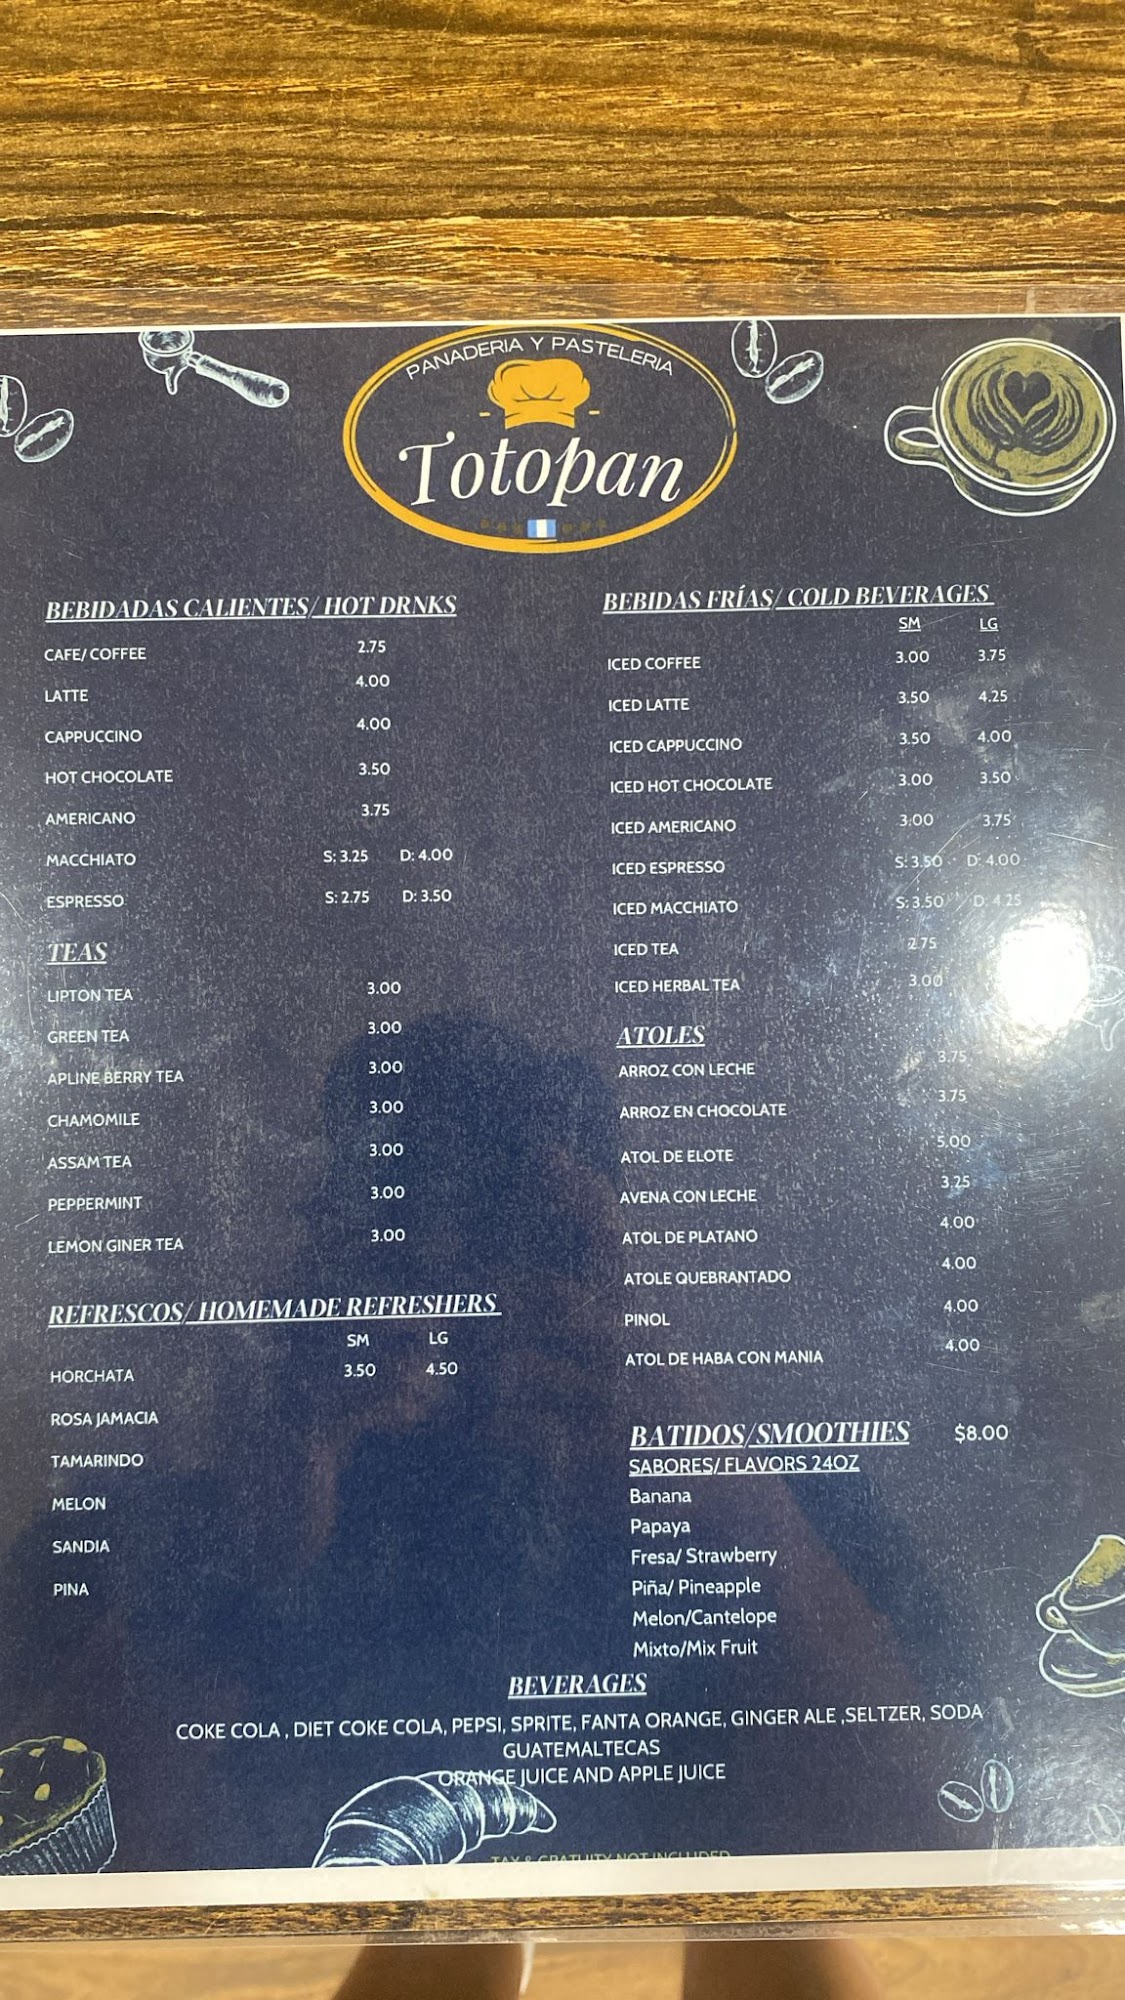 PANADERIA Y PASTELERIA
Totopan
BEBIDADAS CALIENTES/ HOT DRNKS
CAFE/ COFFEE 2.75
LATTE 4.00
CAPPUCCINO 4.00
HOT CHOCOLATE 3.50
AMERICANO 3.75
MACCHIATO S: 3.25 D: 4.00
ESPRESSO S: 2.75 D: 3.50
TEAS
LIPTON TEA 3.00
GREEN TEA 3.00
APLINE BERRY TEA 3.00
CHAMOMILE 3.00
ASSAM TEA 3.00
PEPPERMINT 3.00
LEMON GINER TEA 3.00
REFRESCOS/ HOMEMADE REFRESHERS
SM LG
HORCHATA 3.50 4.50
ROSA JAMACIA
TAMARINDO
MELON
SANDIA
PINA
BEBIDAS FRÍAS/ COLD BEVERAGES
SM LG
ICED COFFEE 3.00 3.75
ICED LATTE 3.50 4.25
ICED CAPPUCCINO 3.50 4.00
ICED HOT CHOCOLATE 3.00 3.50
ICED AMERICANO 3.00 3.75
ICED ESPRESSO S: 3.50 D: 4.00
ICED MACCHIATO S: 3.50 D: 4.25
ICED TEA 2.75
ICED HERBAL TEA 3.00
ATOLES
ARROZ CON LECHE 3.75
ARROZ EN CHOCOLATE 3.75
ATOL DE ELOTE 5.00
AVENA CON LECHE 3.25
ATOL DE PLATANO 4.00
ATOLE QUEBRANTADO 4.00
PINOL 4.00
ATOL DE HABA CON MANIA 4.00
BATIDOS/SMOOTHIES $8.00
SABORES/ FLAVORS 24OZ
Banana
Papaya
Fresa/ Strawberry
Piña/ Pineapple
Melon/Cantelope
Mixto/Mix Fruit
BEVERAGES
COKE COLA , DIET COKE COLA, PEPSI, SPRITE, FANTA ORANGE, GINGER ALE ,SELTZER, SODA
GUATEMALTECAS
ORANGE JUICE AND APPLE JUICE
TAX & GRATUITY NOT INCLUDED